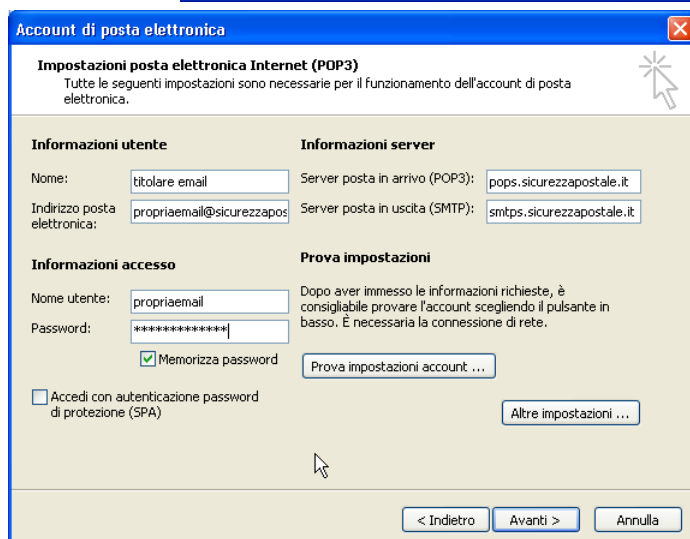 Account di posta elettronica
Impostazioni posta elettronica Internet (POP3)
Tutte le seguenti impostazioni sono necessarie per il funzionamento dell'account di posta
elettronica.
Informazioni utente
Nome:
titolare email
Indirizzo posta
elettronica:
propriaemail@sicurezzapos
Informazioni server
Server posta in arrivo (POP3):
pops.sicurezzapostale.it
Server posta in uscita (SMTP):
smtps.sicurezzapostale.it
Informazioni accesso
Nome utente:
propriaemail
Password:
*************
Memorizza password
Accedi con autenticazione password
di protezione (SPA)
Prova impostazioni
Dopo aver immesso le informazioni richieste, è
consigliabile provare l'account scegliendo il pulsante in
basso. È necessaria la connessione di rete.
Prova impostazioni account ...
Altre impostazioni ...
< Indietro
Avanti >
Annulla